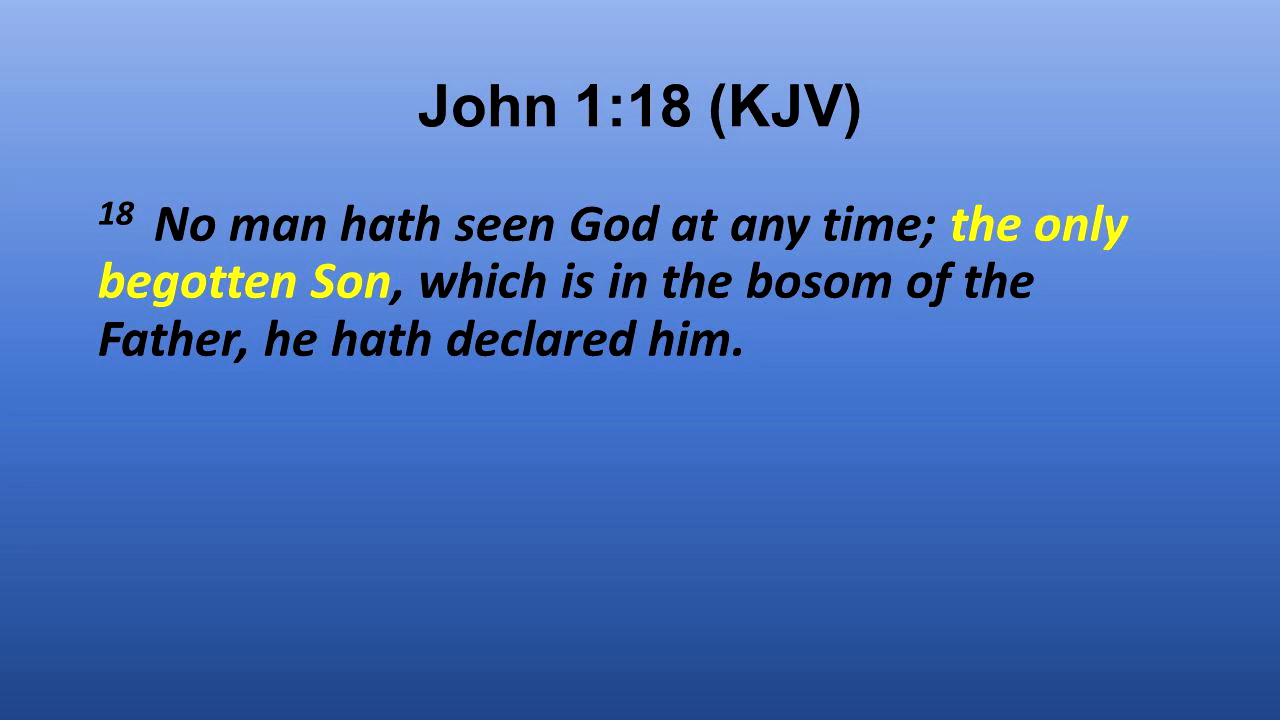 John 1:18 (KJV)
18 No man hath seen God at any time; the only
begotten Son, which is in the bosom of the
Father, he hath declared him.